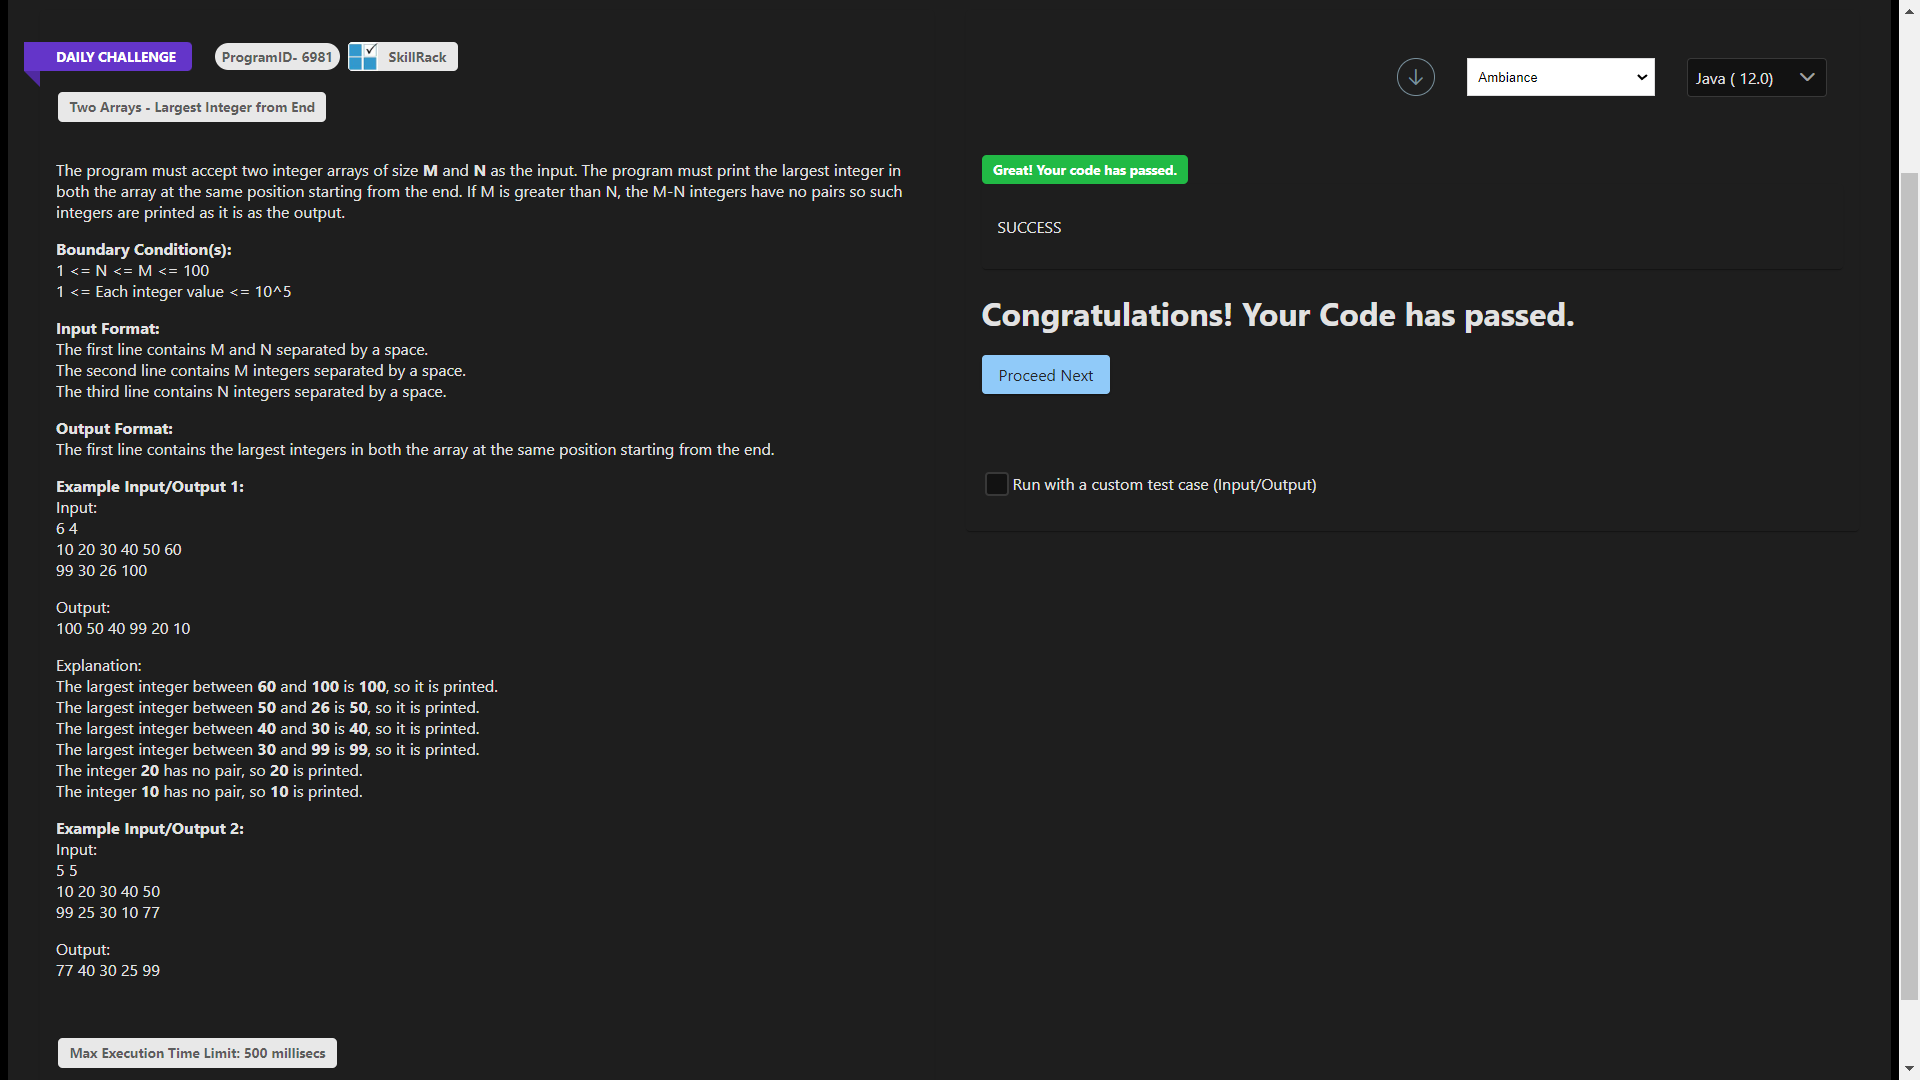 DAILY CHALLENGE
ProgramID- 6981
SkillRack
Ambiance
Java ( 12.0)
Two Arrays - Largest Integer from End
The program must accept two integer arrays of size M and N as the input. The program must print the largest integer in
both the array at the same position starting from the end. If M is greater than N, the M-N integers have no pairs so such
integers are printed as it is as the output.
Boundary Condition(s):
1 <= N <= M <= 100
1 <= Each integer value <= 10^5
Input Format:
The first line contains M and N separated by a space.
The second line contains M integers separated by a space.
The third line contains N integers separated by a space.
Output Format:
The first line contains the largest integers in both the array at the same position starting from the end.
Example Input/Output 1:
Input:
6 4
10 20 30 40 50 60
99 30 26 100
Output:
100 50 40 99 20 10
Explanation:
The largest integer between 60 and 100 is 100, so it is printed.
The largest integer between 50 and 26 is 50, so it is printed.
The largest integer between 40 and 30 is 40, so it is printed.
The largest integer between 30 and 99 is 99, so it is printed.
The integer 20 has no pair, so 20 is printed.
The integer 10 has no pair, so 10 is printed.
Example Input/Output 2:
Input:
5 5
10 20 30 40 50
99 25 30 10 77
Output:
77 40 30 25 99
Max Execution Time Limit: 500 millisecs
Great! Your code has passed.
SUCCESS
Congratulations! Your Code has passed.
Proceed Next
Run with a custom test case (Input/Output)